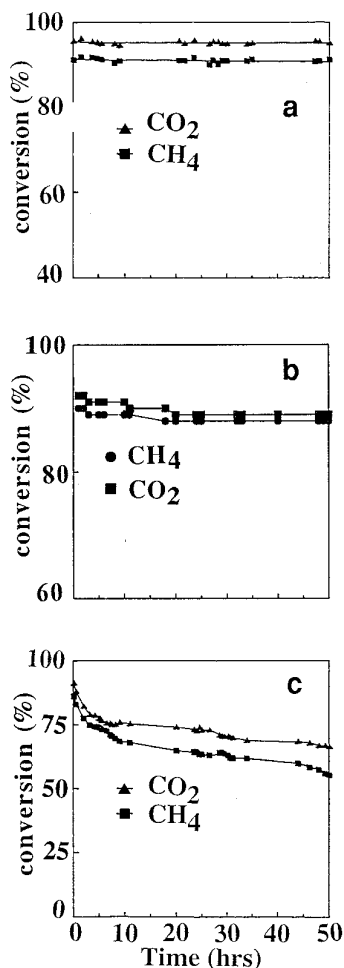 100
80
60
40
conversion (%)
a
CO2
CH4
100
80
60
conversion (%)
b
CH4
CO2
100
75
50
25
0
conversion (%)
c
CO2
CH4
0 10 20 30 40 50
Time (hrs)